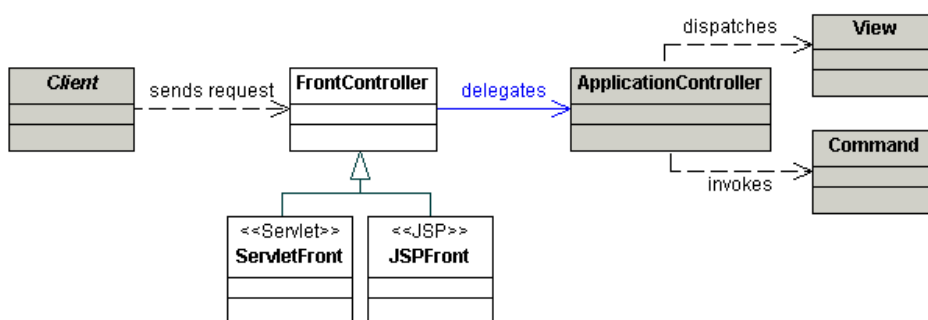 Client
sends request
FrontController
delegates
ApplicationController
dispatches
View
invokes
Command
<<Servlet>>
ServletFront
<<JSP>>
JSPFront